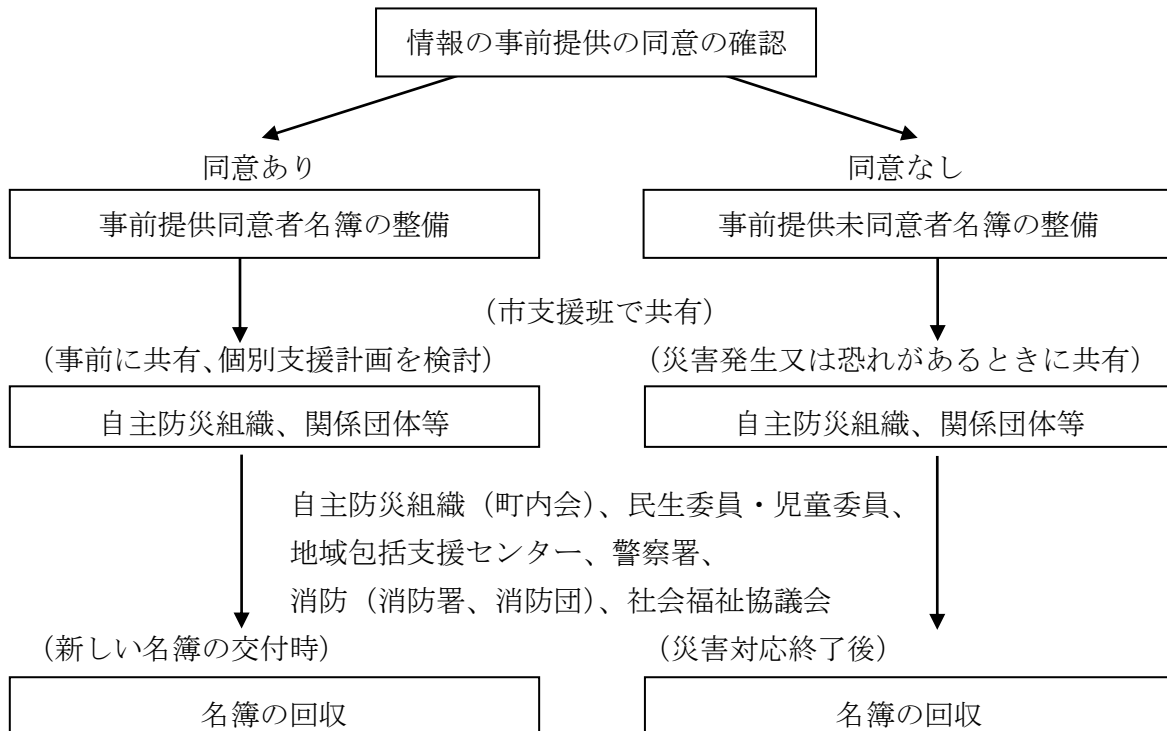 情報の事前提供の同意の確認
同意あり
同意なし
事前提供同意者名簿の整備
事前提供未同意者名簿の整備
（市支援班で共有）
（事前に共有、個別支援計画を検討）
（災害発生又は恐れがあるときに共有）
自主防災組織、関係団体等
自主防災組織、関係団体等
自主防災組織（町内会）、民生委員・児童委員、
地域包括支援センター、警察署、
消防（消防署、消防団）、社会福祉協議会
（新しい名簿の交付時）
（災害対応終了後）
名簿の回収
名簿の回収